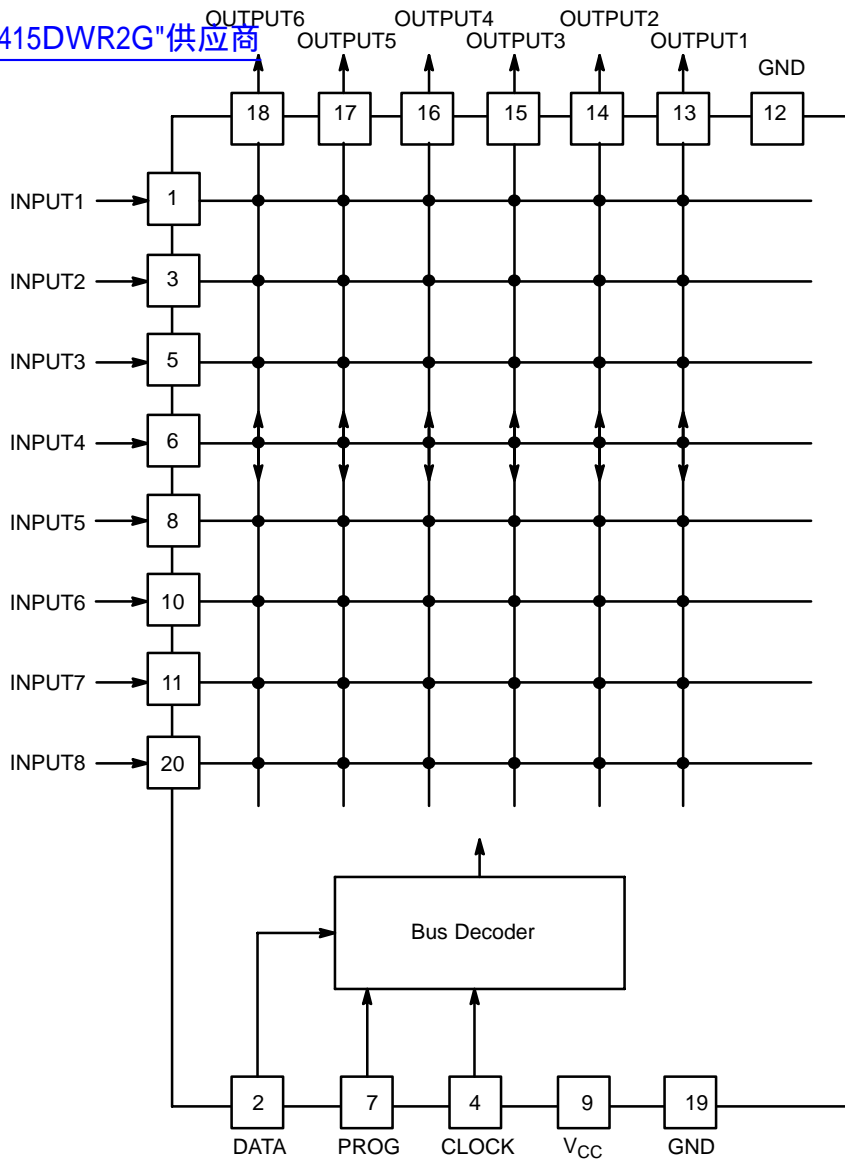 415DWR2G"供应商
OUTPUT6
OUTPUT5
OUTPUT4
OUTPUT3
OUTPUT2
OUTPUT1
GND
18
17
16
15
14
13
12
INPUT1
1
INPUT2
3
INPUT3
5
INPUT4
6
INPUT5
8
INPUT6
10
INPUT7
11
INPUT8
20
Bus Decoder
2
7
4
9
19
DATA
PROG
CLOCK
VCC
GND